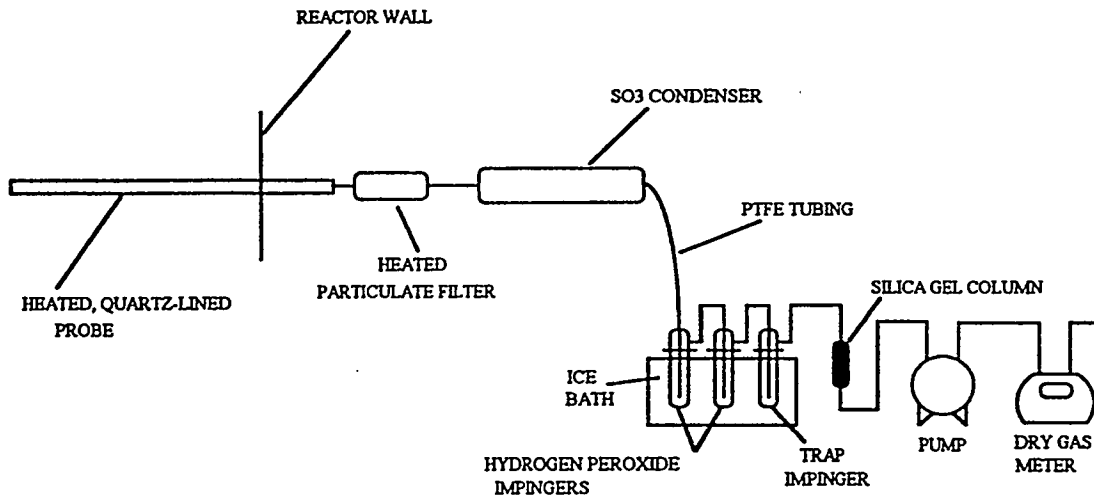 REACTOR WALL
SO3 CONDENSER
PTFE TUBING
HEATED
PARTICULATE FILTER
HEATED, QUARTZ-LINED
PROBE
SILICA GEL COLUMN
ICE
BATH
PUMP
DRY GAS
METER
TRAP
IMPINGER
HYDROGEN PEROXIDE
IMPINGERS